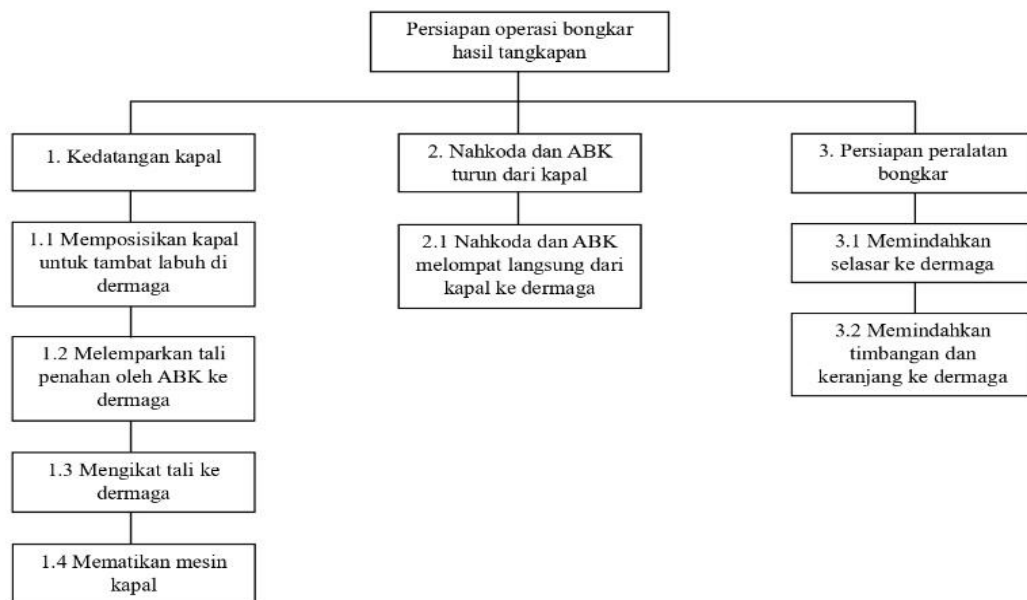 Persiapan operasi bongkar
hasil tangkapan
1. Kedatangan kapal
2. Nahkoda dan ABK
turun dari kapal
3. Persiapan peralatan
bongkar
1.1 Memposisikan kapal
untuk tambat labuh di
dermaga
2.1 Nahkoda dan ABK
melompat langsung dari
kapal ke dermaga
3.1 Memindahkan
selasar ke dermaga
1.2 Melemparkan tali
penahan oleh ABK ke
dermaga
3.2 Memindahkan
timbangan dan
keranjang ke dermaga
1.3 Mengikat tali ke
dermaga
1.4 Mematikan mesin
kapal